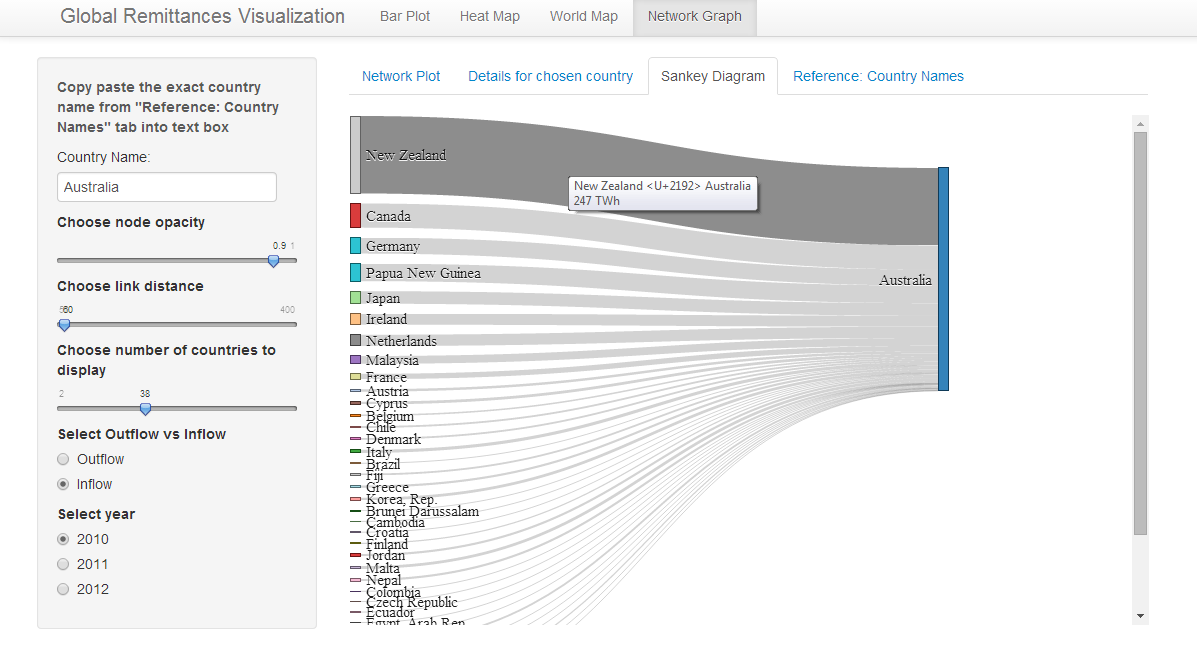 Global Remittances Visualization
Bar Plot
Heat Map
World Map
Network Graph
Copy paste the exact country
name from "Reference: Country
Names" tab into text box
Country Name:
Australia
Choose node opacity
0.9 1
Choose link distance
60
400
Choose number of countries to
display
2
38
Select Outflow vs Inflow
Outflow
Inflow
Select year
2010
2011
2012
Network Plot
Details for chosen country
Sankey Diagram
Reference: Country Names
New Zealand
New Zealand <U+2192> Australia
247 TWh
Canada
Germany
Papua New Guinea
Australia
Japan
Ireland
Netherlands
Malaysia
France
Austria
Cyprus
Belgium
Chile
Denmark
Italy
Brazil
Fiji
Greece
Korea, Rep.
Brunei Darussalam
Cambodia
Croatia
Finland
Jordan
Malta
Nepal
Colombia
Czech Republic
Ecuador
Egypt, Arab Rep.